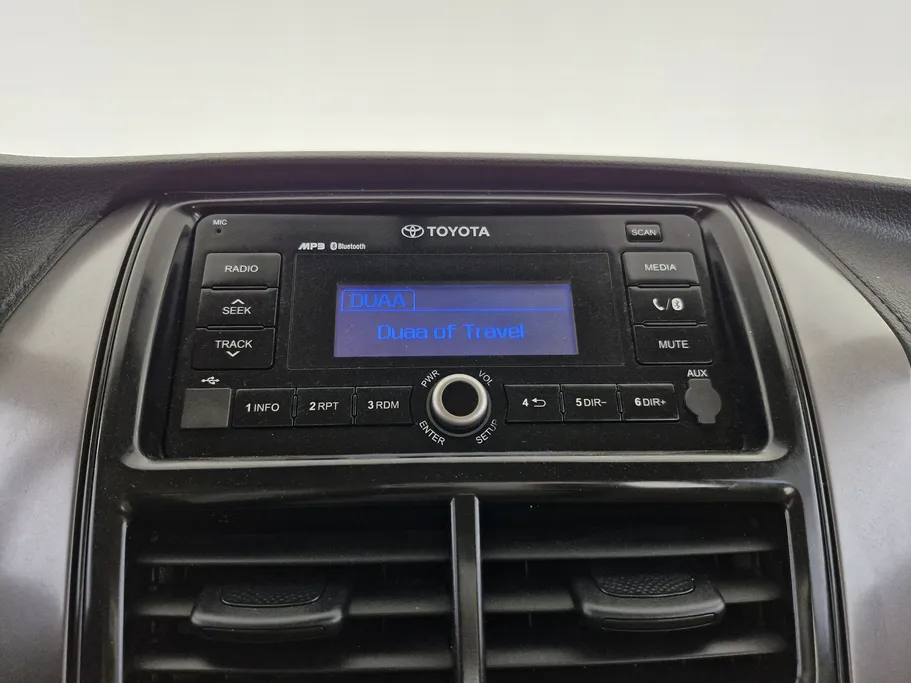 MIC
TOYOTA
MP3 Bluetooth
SCAN
RADIO
MEDIA
SEEK
DUAA
Duaa of Travel
TRACK
MUTE
AUX
PWR VOL
1 INFO
2 RPT
3 RDM
4
5 DIR-
6 DIR+
ENTER SETUP